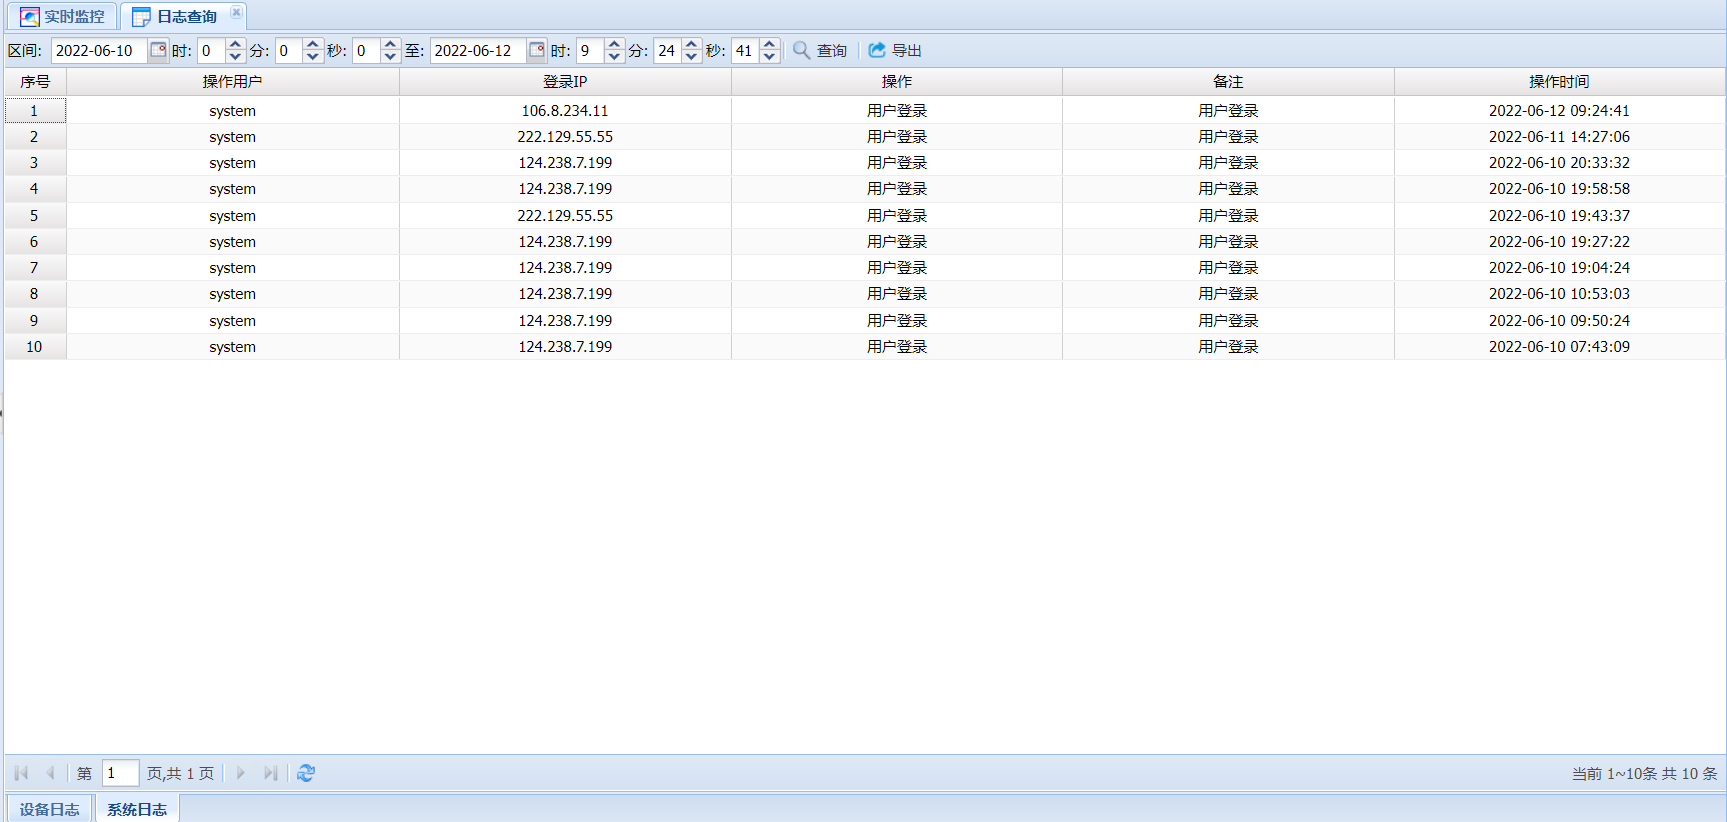 实时监控 日志查询
区间: 2022-06-10 时: 0 分: 0 秒: 0 至: 2022-06-12 时: 9 分: 24 秒: 41 查询 导出
序号 操作用户 登录IP 操作 备注 操作时间
1 system 106.8.234.11 用户登录 用户登录 2022-06-12 09:24:41
2 system 222.129.55.55 用户登录 用户登录 2022-06-11 14:27:06
3 system 124.238.7.199 用户登录 用户登录 2022-06-10 20:33:32
4 system 124.238.7.199 用户登录 用户登录 2022-06-10 19:58:58
5 system 222.129.55.55 用户登录 用户登录 2022-06-10 19:43:37
6 system 124.238.7.199 用户登录 用户登录 2022-06-10 19:27:22
7 system 124.238.7.199 用户登录 用户登录 2022-06-10 19:04:24
8 system 124.238.7.199 用户登录 用户登录 2022-06-10 10:53:03
9 system 124.238.7.199 用户登录 用户登录 2022-06-10 09:50:24
10 system 124.238.7.199 用户登录 用户登录 2022-06-10 07:43:09
第 1 页,共 1 页 当前 1~10条 共 10 条
设备日志 系统日志